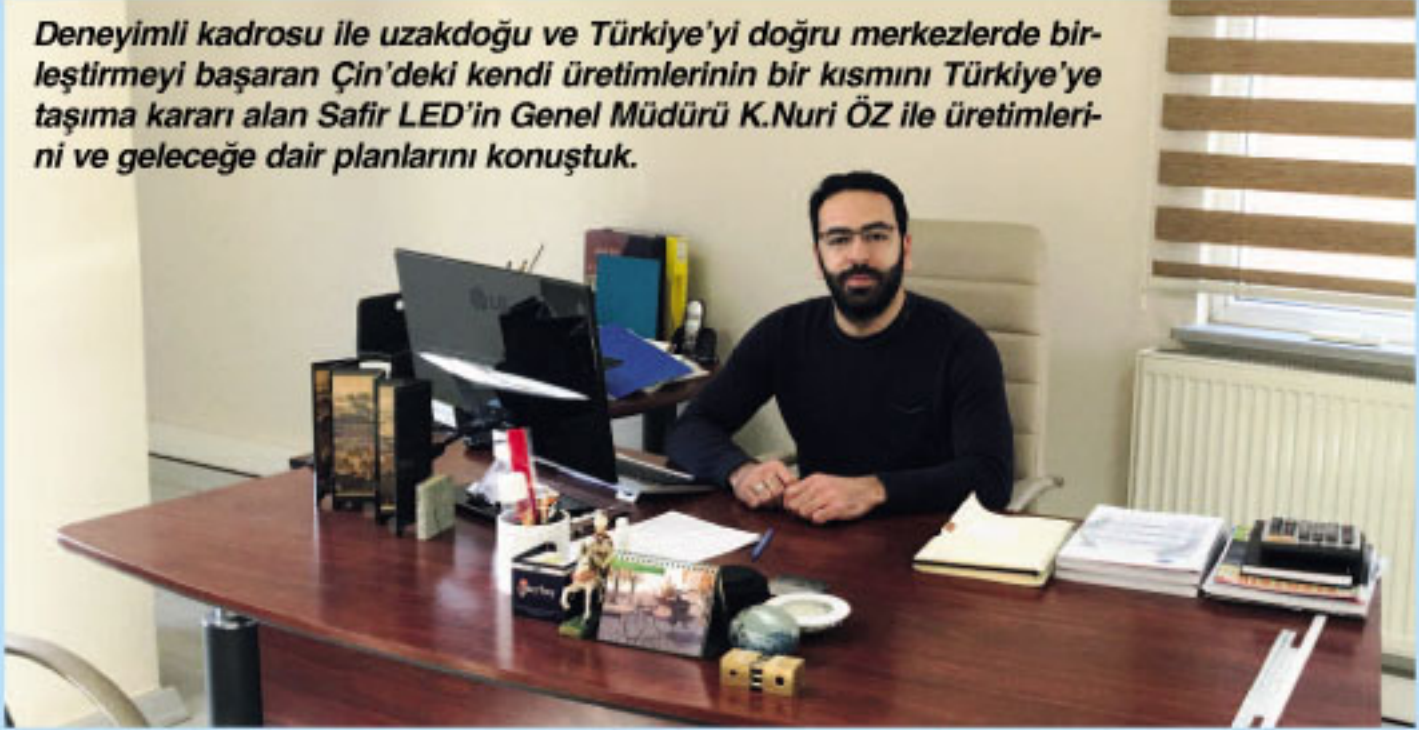 Deneyimli kadrosu ile uzakdoğu ve Türkiye'yi doğru merkezlerde bir-
leştirmeyi başaran Çin'deki kendi üretimlerinin bir kısmını Türkiye'ye
taşıma kararı alan Safir LED'in Genel Müdürü K.Nuri ÖZ ile üretimleri-
ni ve geleceğe dair planlarını konuştuk.